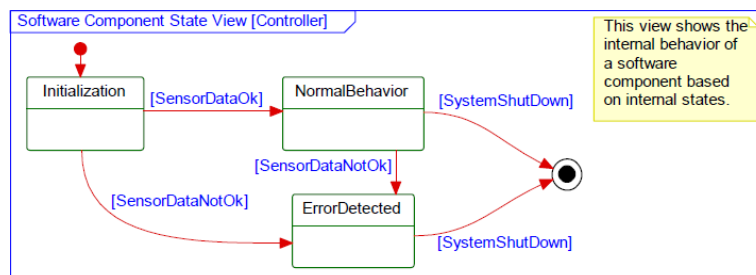 Software Component State View [Controller]
This view shows the
internal behavior of
a software
component based
on internal states.
Initialization
[SensorDataOk]
NormalBehavior
[SystemShutDown]
[SensorDataNotOk]
[SensorDataNotOk]
ErrorDetected
[SystemShutDown]